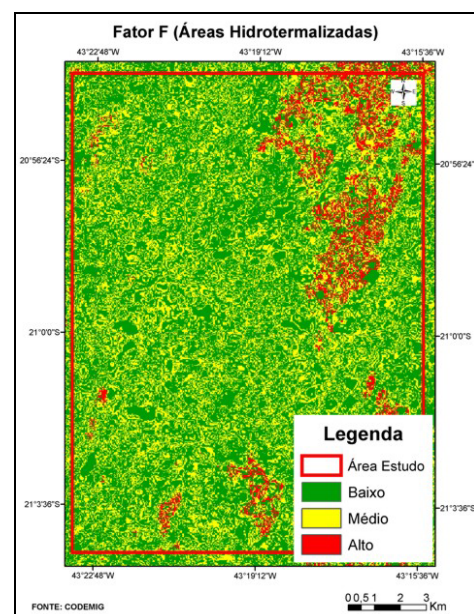 Fator F (Áreas Hidrotermalizadas)
43°22'48"W 43°19'12"W 43°15'36"W
20°56'24"S 20°56'24"S
21°0'0"S 21°0'0"S
Legenda
Área Estudo
Baixo
Médio
Alto
21°3'36"S 21°3'36"S
43°22'48"W 43°19'12"W 43°15'36"W
FONTE: CODEMIG
0 0,5 1 2 3
Km